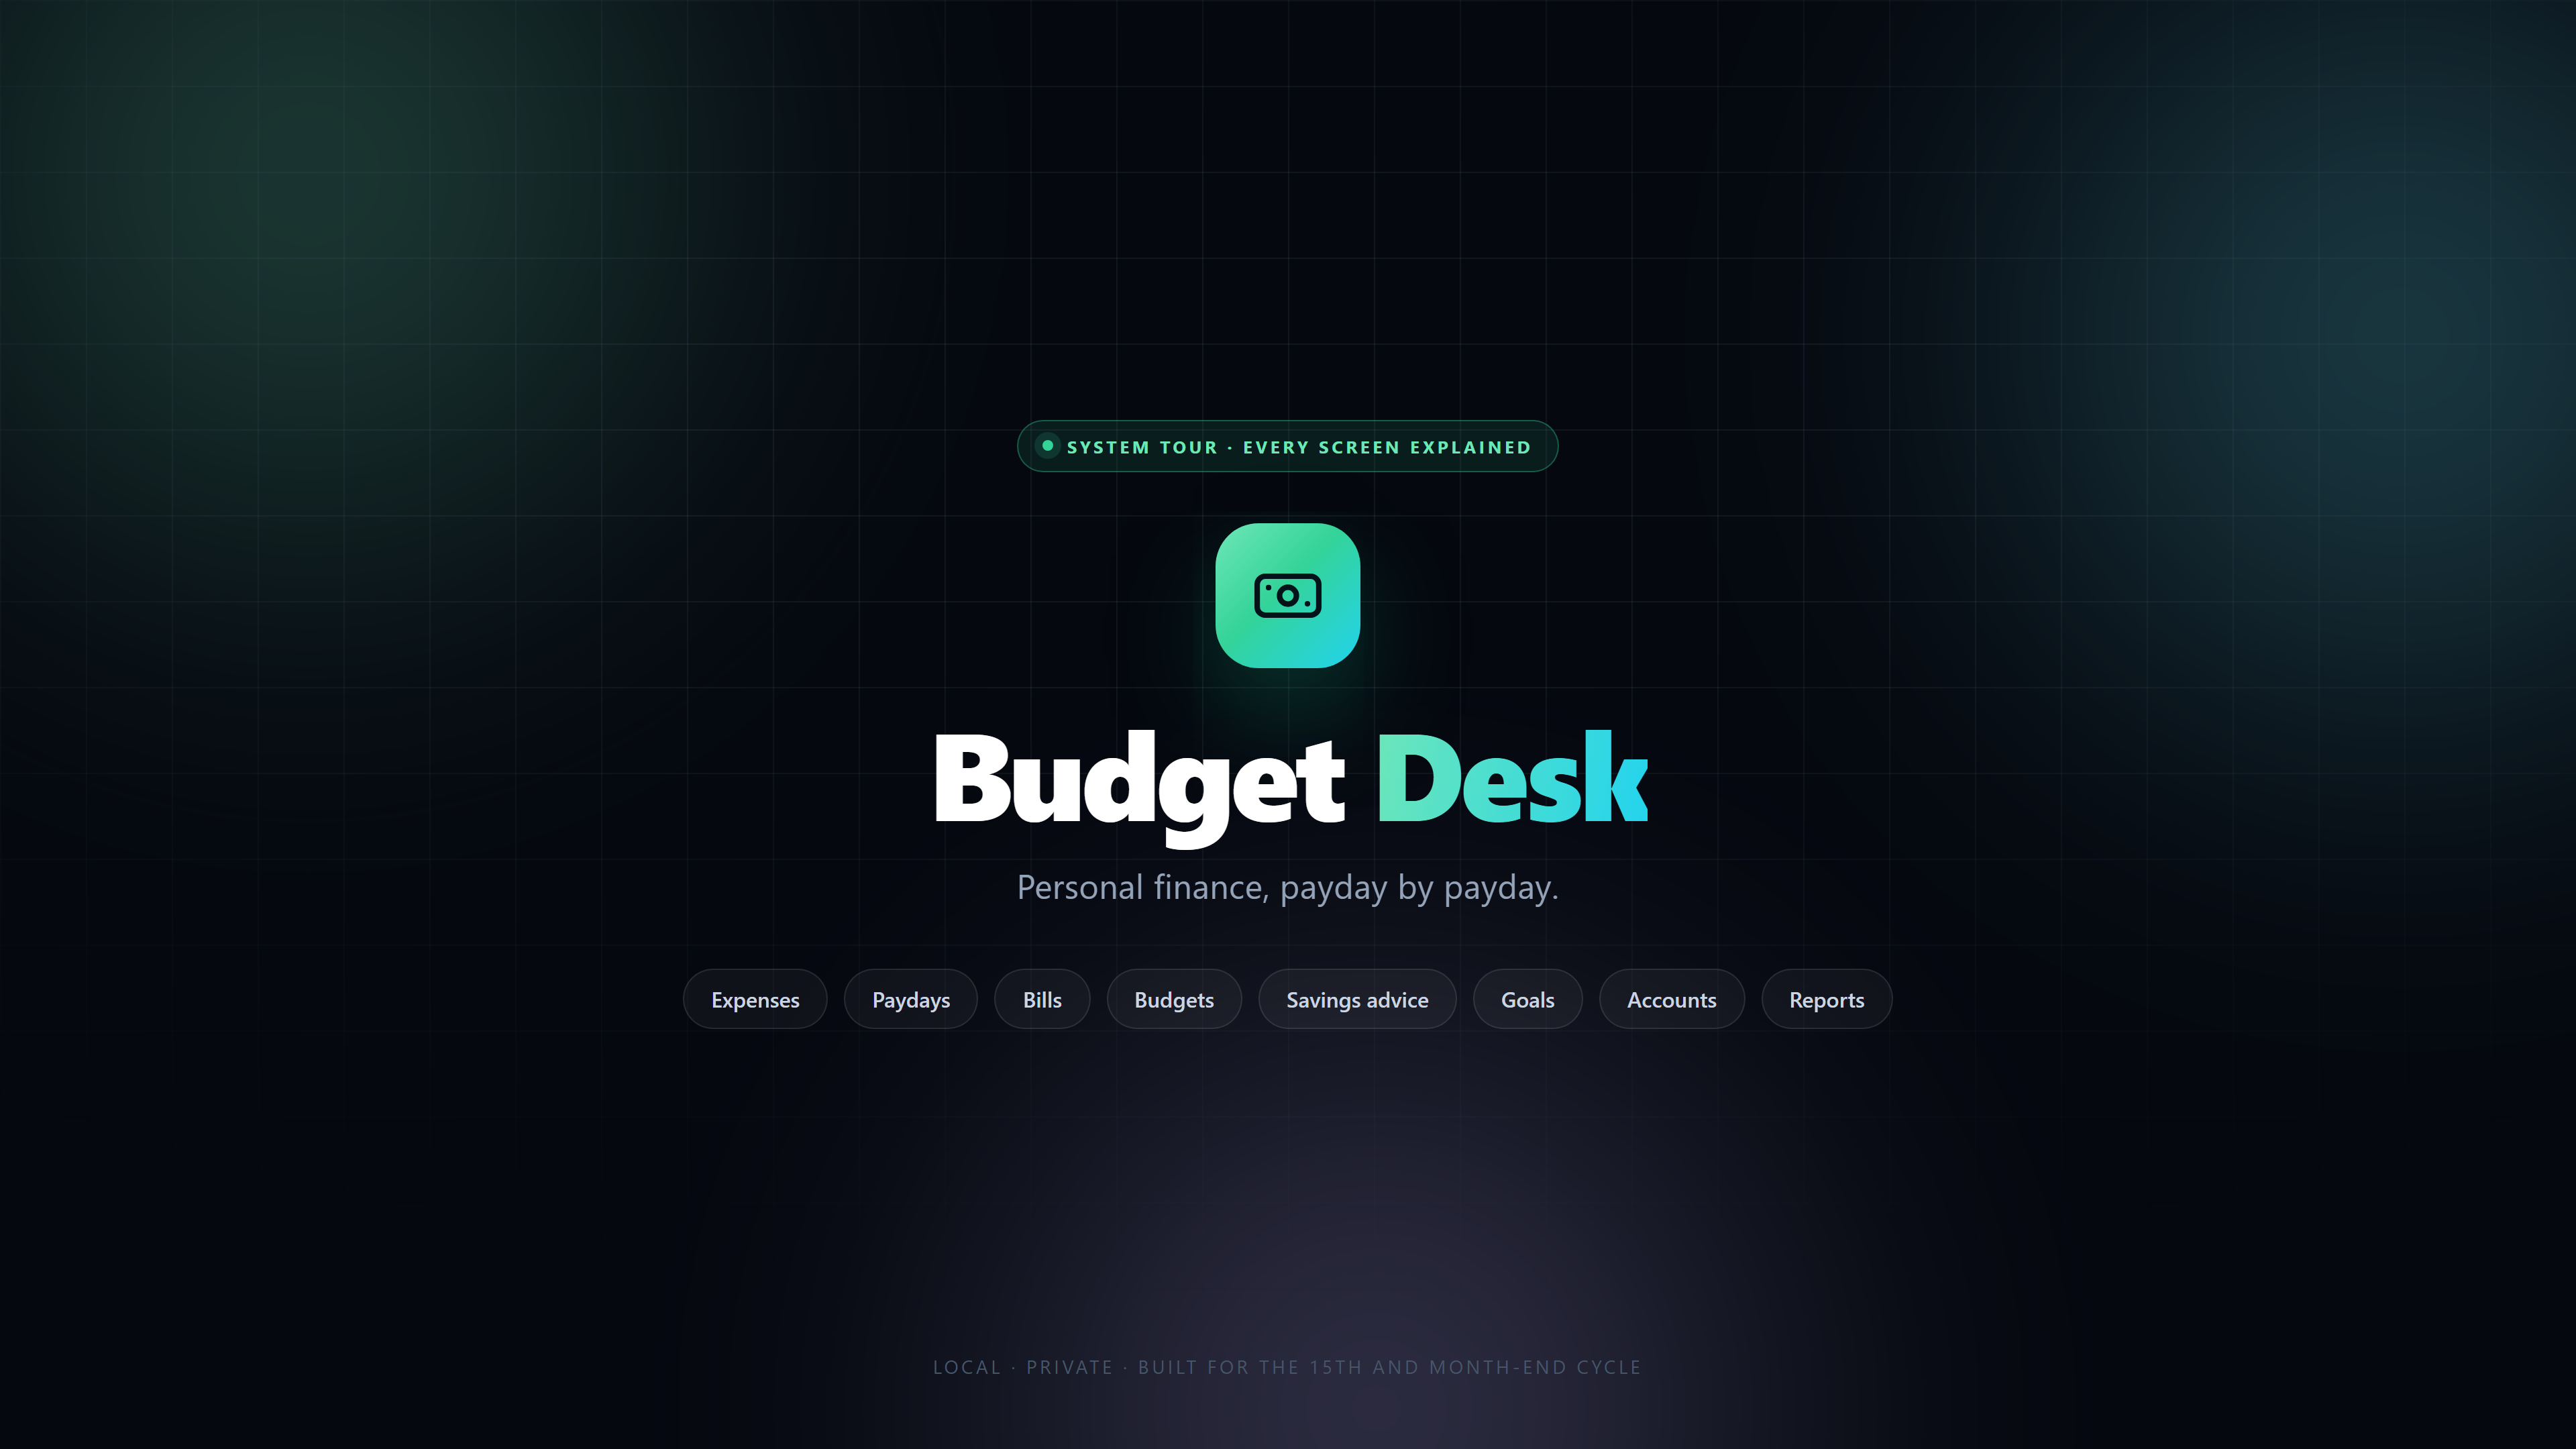 SYSTEM TOUR · EVERY SCREEN EXPLAINED
Budget Desk
Personal finance, payday by payday.
Expenses Paydays Bills Budgets Savings advice Goals Accounts Reports
LOCAL · PRIVATE · BUILT FOR THE 15TH AND MONTH-END CYCLE